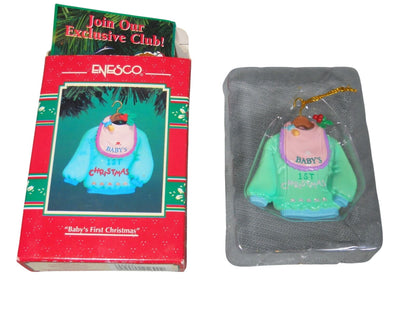 Join Our
Exclusive Club!
ENESCO
BABY'S
1ST
CHRISTMAS
"Baby's First Christmas"
BABY'S
1ST
CHRISTMAS